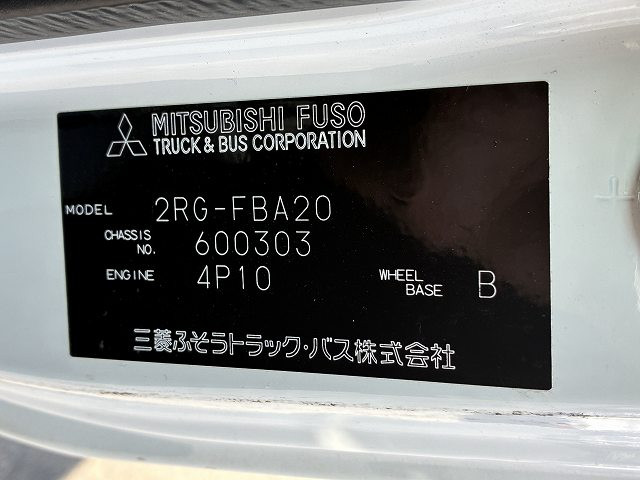 MITSUBISHI FUSO
TRUCK & BUS CORPORATION
MODEL 2RG-FBA20
CHASSIS NO. 600303
ENGINE 4P10 WHEEL BASE B
三菱ふそうトラック・バス株式会社